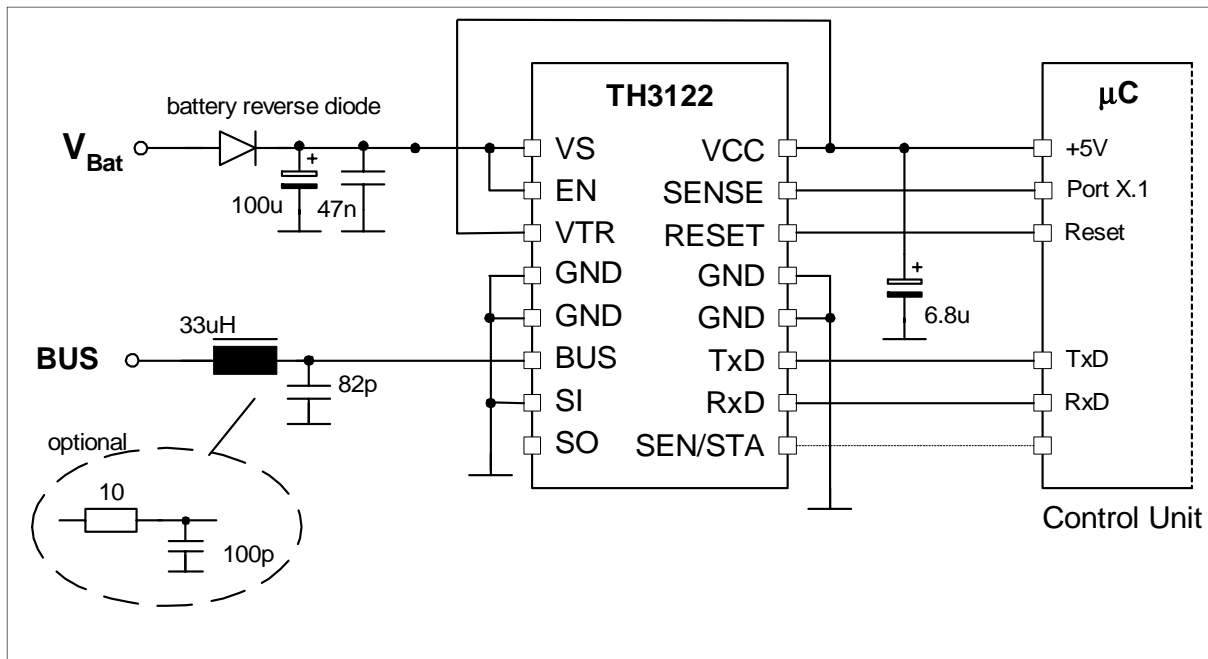 TH3122
μC
battery reverse diode
V_Bat
100u
+
47n
VS
EN
VTR
GND
GND
BUS
SI
SO
VCC
SENSE
RESET
GND
GND
TxD
RxD
SEN/STA
+
6.8u
+5V
Port X.1
Reset
TxD
RxD
Control Unit
33uH
BUS
82p
optional
10
100p